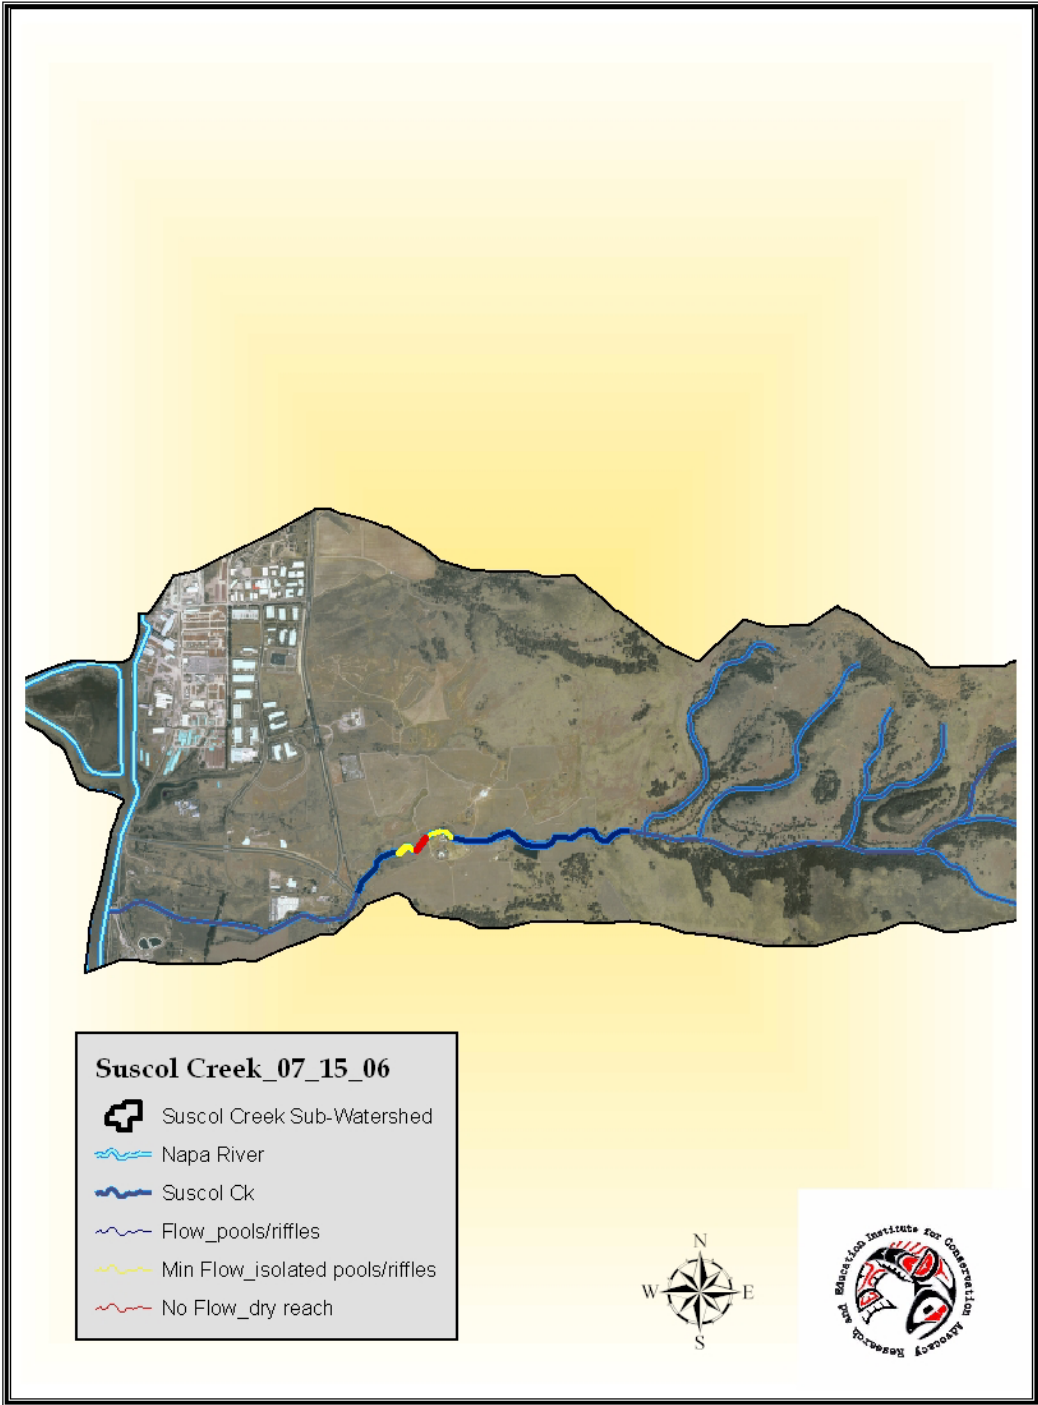 Suscol Creek_07_15_06
Suscol Creek Sub-Watershed
Napa River
Suscol Ck
Flow_pools/riffles
Min Flow_isolated pools/riffles
No Flow_dry reach
N
W E
S
Institute for Conservation
Advocacy Research and Education